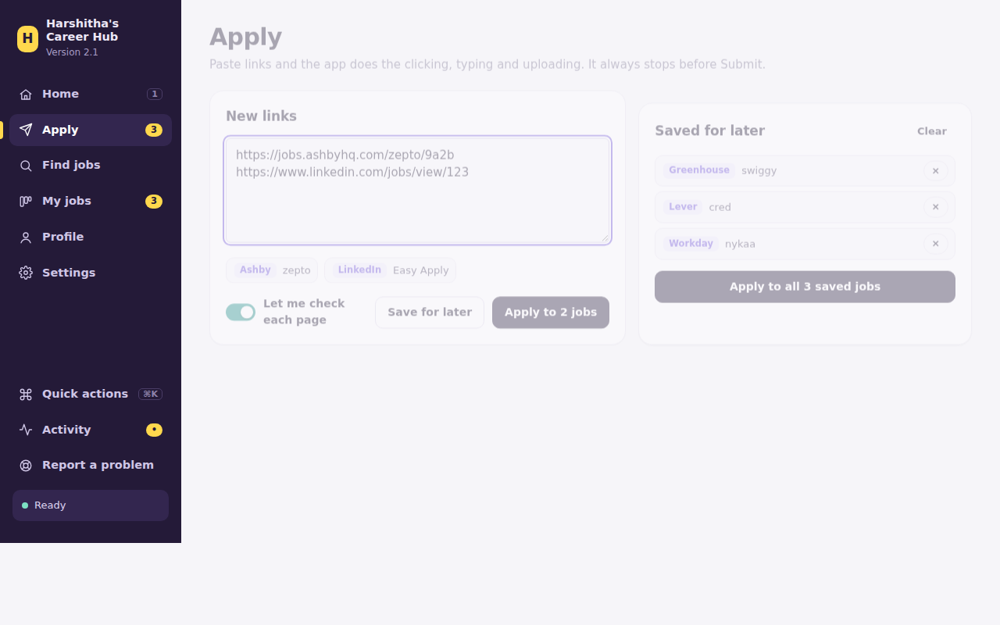 H
Harshitha's
Career Hub
Version 2.1
Home 1
Apply 3
Find jobs
My jobs 3
Profile
Settings
Quick actions ⌘K
Activity •
Report a problem
Ready
Apply
Paste links and the app does the clicking, typing and uploading. It always stops before Submit.
New links
https://jobs.ashbyhq.com/zepto/9a2b
https://www.linkedin.com/jobs/view/123
Ashby zepto
LinkedIn Easy Apply
Let me check
each page
Save for later
Apply to 2 jobs
Saved for later
Clear
Greenhouse swiggy ×
Lever cred ×
Workday nykaa ×
Apply to all 3 saved jobs